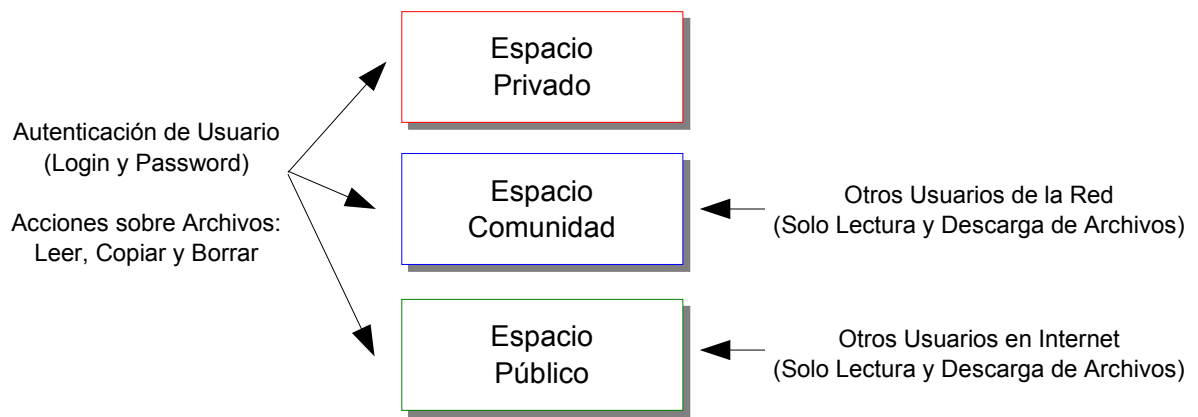 Autenticación de Usuario
(Login y Password)
Acciones sobre Archivos:
Leer, Copiar y Borrar
Espacio
Privado
Espacio
Comunidad
Espacio
Público
Otros Usuarios de la Red
(Solo Lectura y Descarga de Archivos)
Otros Usuarios en Internet
(Solo Lectura y Descarga de Archivos)